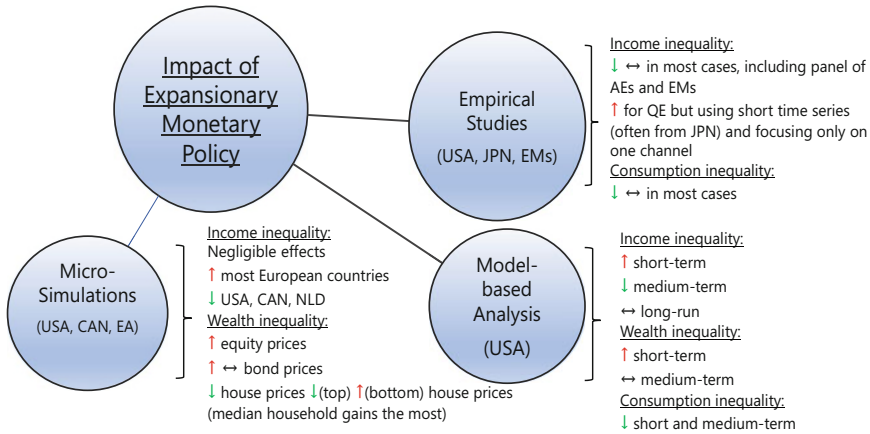 Impact of
Expansionary
Monetary
Policy
Empirical
Studies
(USA, JPN, EMs)
Income inequality:
↓ ↔ in most cases, including panel of
AEs and EMs
↑ for QE but using short time series
(often from JPN) and focusing only on
one channel
Consumption inequality:
↓ ↔ in most cases
Micro-
Simulations
(USA, CAN, EA)
Income inequality:
Negligible effects
↑ most European countries
↓ USA, CAN, NLD
Wealth inequality:
↑ equity prices
↑ ↔ bond prices
↓ house prices ↓(top) ↑(bottom) house prices
(median household gains the most)
Model-
based
Analysis
(USA)
Income inequality:
↑ short-term
↓ medium-term
↔ long-run
Wealth inequality:
↑ short-term
↔ medium-term
Consumption inequality:
↓ short and medium-term